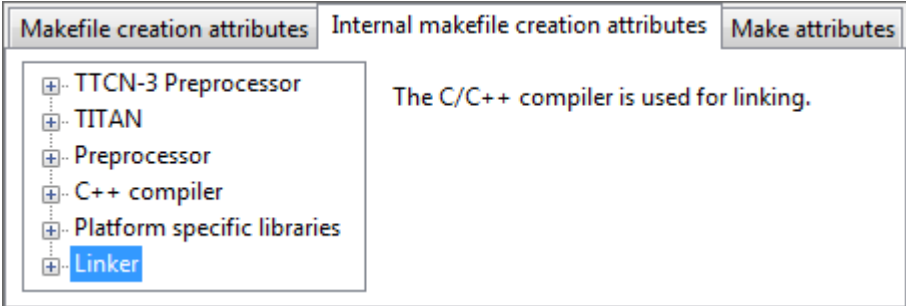 Makefile creation attributes
Internal makefile creation attributes
Make attributes
TTCN-3 Preprocessor
TITAN
Preprocessor
C++ compiler
Platform specific libraries
Linker
The C/C++ compiler is used for linking.